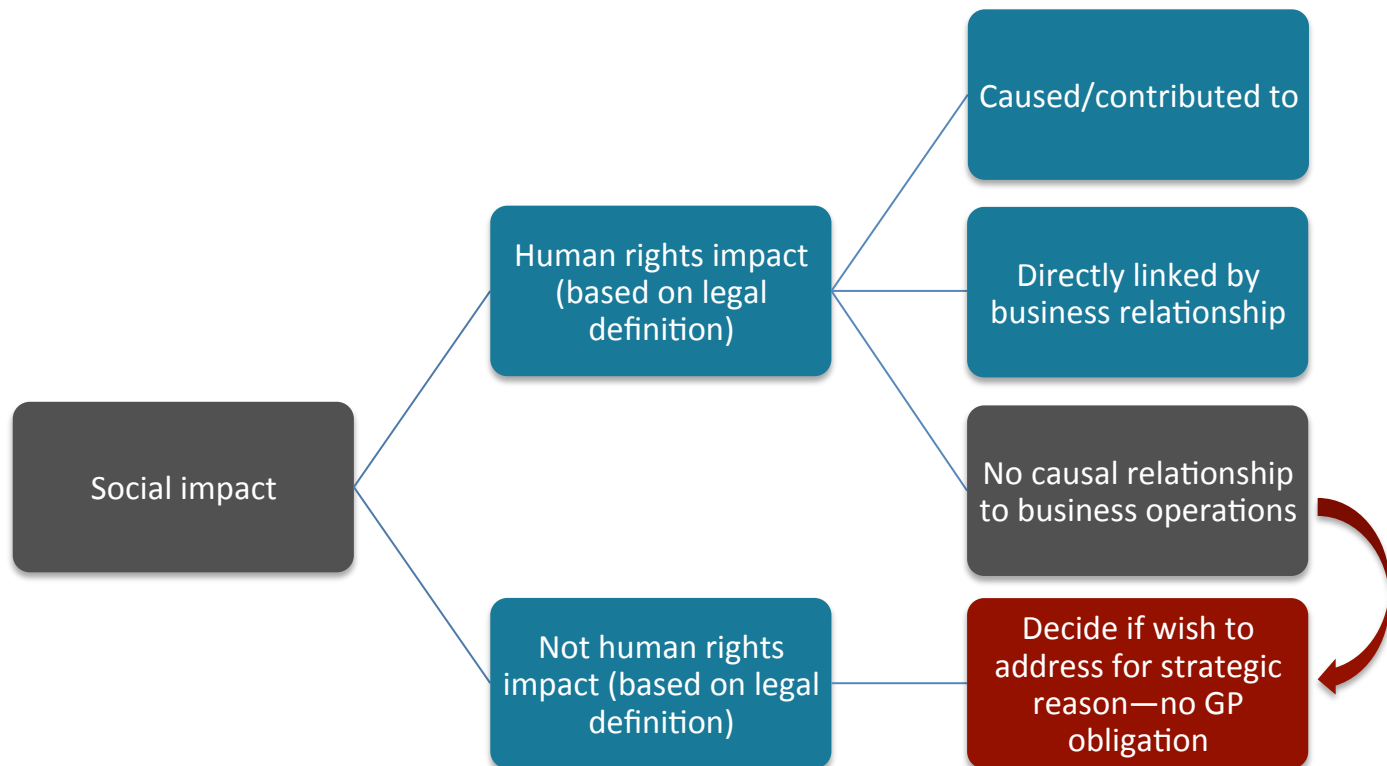 Social impact
Human rights impact
(based on legal
definition)
Not human rights
impact (based on legal
definition)
Caused/contributed to
Directly linked by
business relationship
No causal relationship
to business operations
Decide if wish to
address for strategic
reason—no GP
obligation